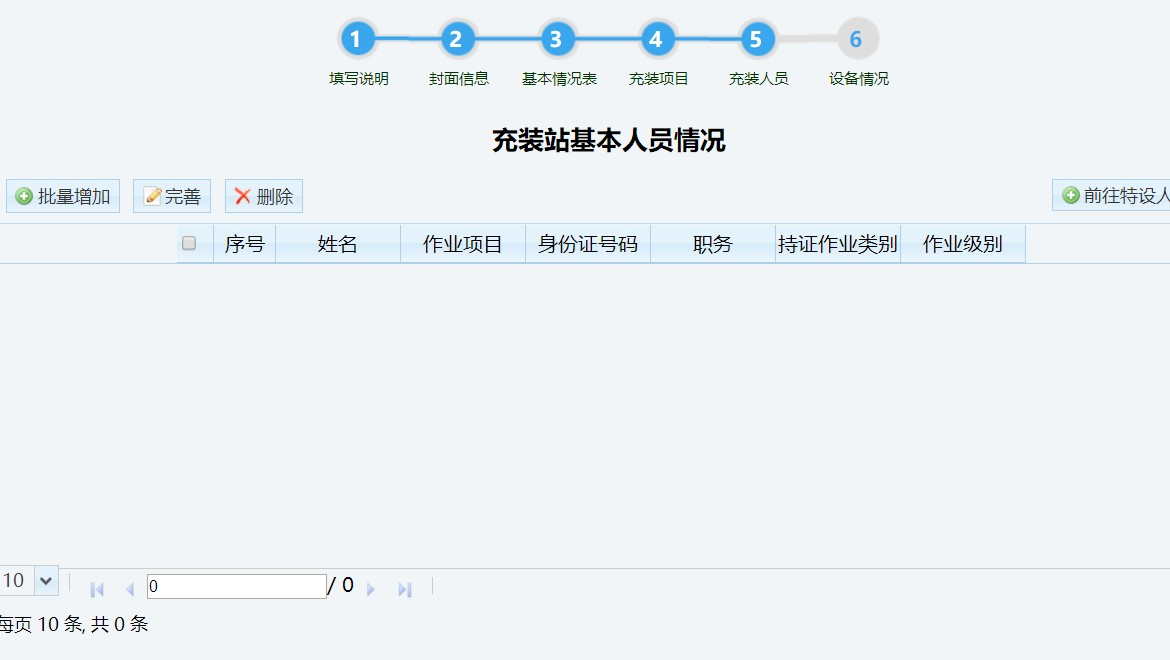 1 2 3 4 5 6
填写说明 封面信息 基本情况表 充装项目 充装人员 设备情况
充装站基本人员情况
批量增加 完善 删除 前往特设人
序号 姓名 作业项目 身份证号码 职务 持证作业类别 作业级别
10 0 / 0
每页 10 条, 共 0 条